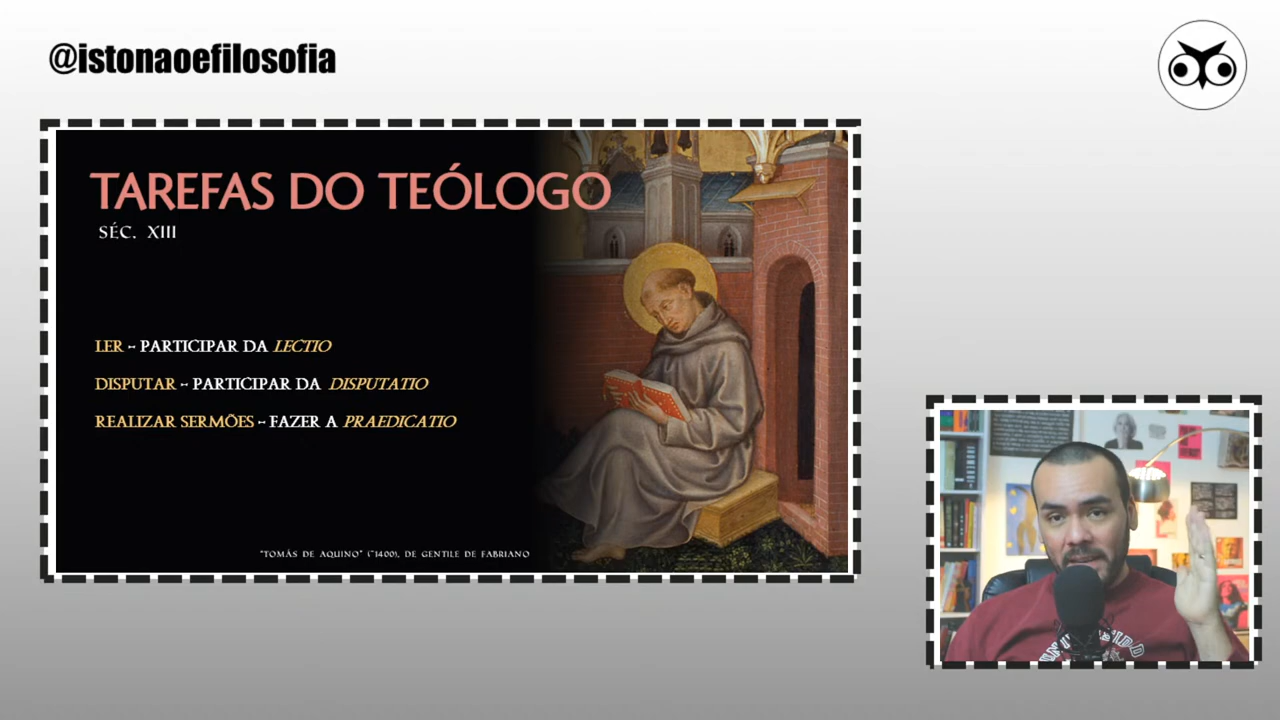 @istonaoefilosofia
TAREFAS DO TEÓLOGO
SÉC. XIII
LER -- PARTICIPAR DA LECTIO
DISPUTAR -- PARTICIPAR DA DISPUTATIO
REALIZAR SERMÕES -- FAZER A PRAEDICATIO
"TOMÁS DE AQUINO" (~1400), DE GENTILE DE FABRIANO